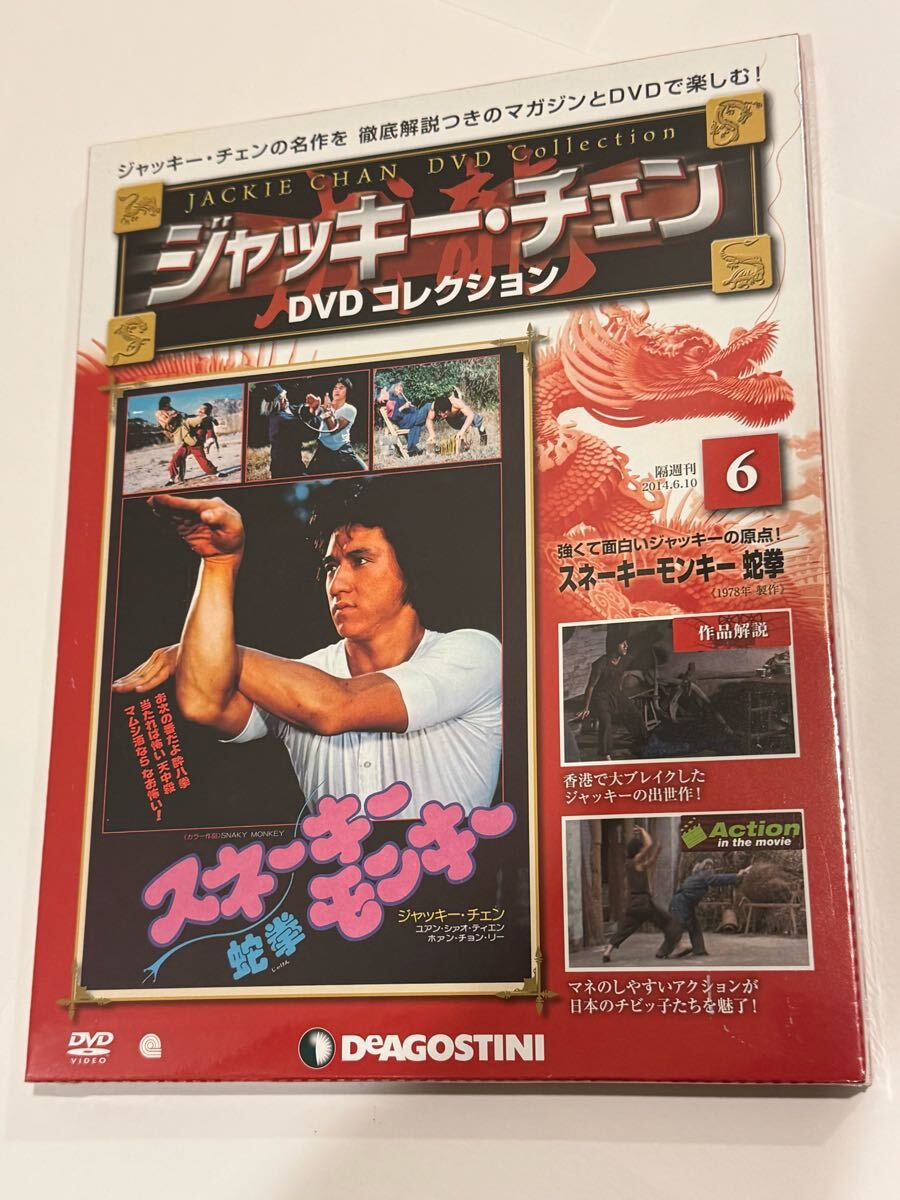 ジャッキー・チェンの名作を 徹底解説つきのマガジンとDVDで楽しむ!
JACKIE CHAN DVD Collection
ジャッキー・チェン
DVD コレクション
隔週刊
2014.6.10
6
強くて面白いジャッキーの原点!
スネーキーモンキー 蛇拳
〈1978年 製作〉
作品解説
香港で大ブレイクした
ジャッキーの出世作!
Action
in the movie
マネのしやすいアクションが
日本のチビッ子たちを魅了!
お次の番だよ酔八拳
当たれば怖い天中殺
マムシ酒なら なお怖い!
〈カラー作品〉SNAKY MONKEY
スネーキー
モンキー
蛇拳
じゃけん
ジャッキー・チェン
ユアン・シァオ・ティエン
ホァン・チョン・リー
DVD
VIDEO
DeAGOSTINI